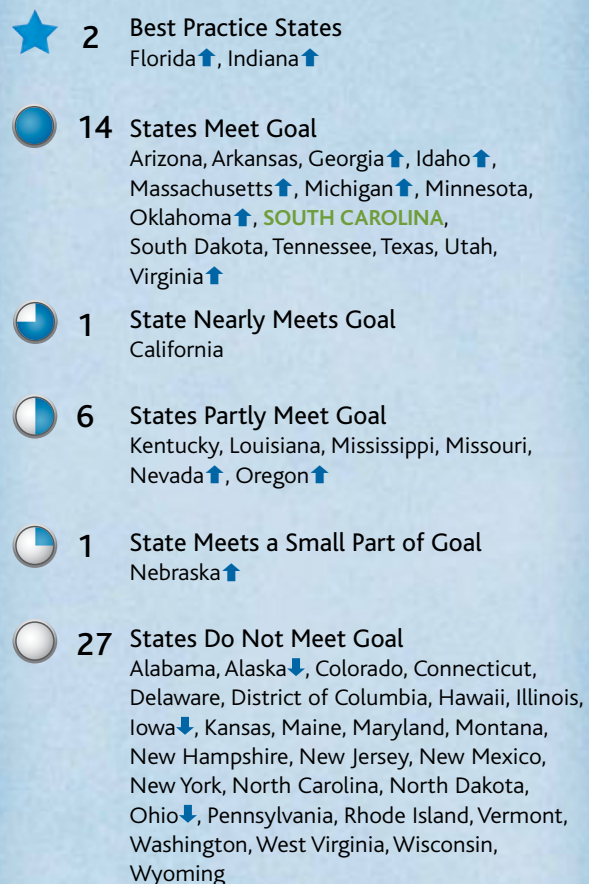 2 Best Practice States
Florida⬆, Indiana⬆
14 States Meet Goal
Arizona, Arkansas, Georgia⬆, Idaho⬆,
Massachusetts⬆, Michigan⬆, Minnesota,
Oklahoma⬆, SOUTH CAROLINA,
South Dakota, Tennessee, Texas, Utah,
Virginia⬆
1 State Nearly Meets Goal
California
6 States Partly Meet Goal
Kentucky, Louisiana, Mississippi, Missouri,
Nevada⬆, Oregon⬆
1 State Meets a Small Part of Goal
Nebraska⬆
27 States Do Not Meet Goal
Alabama, Alaska⬇, Colorado, Connecticut,
Delaware, District of Columbia, Hawaii, Illinois,
Iowa⬇, Kansas, Maine, Maryland, Montana,
New Hampshire, New Jersey, New Mexico,
New York, North Carolina, North Dakota,
Ohio⬇, Pennsylvania, Rhode Island, Vermont,
Washington, West Virginia, Wisconsin,
Wyoming